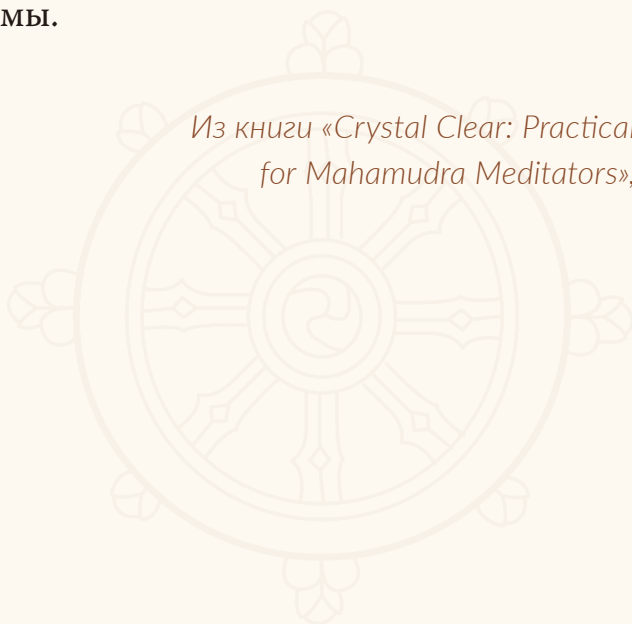 мы.
Из книги «Crystal Clear: Practical
for Mahamudra Meditators»,